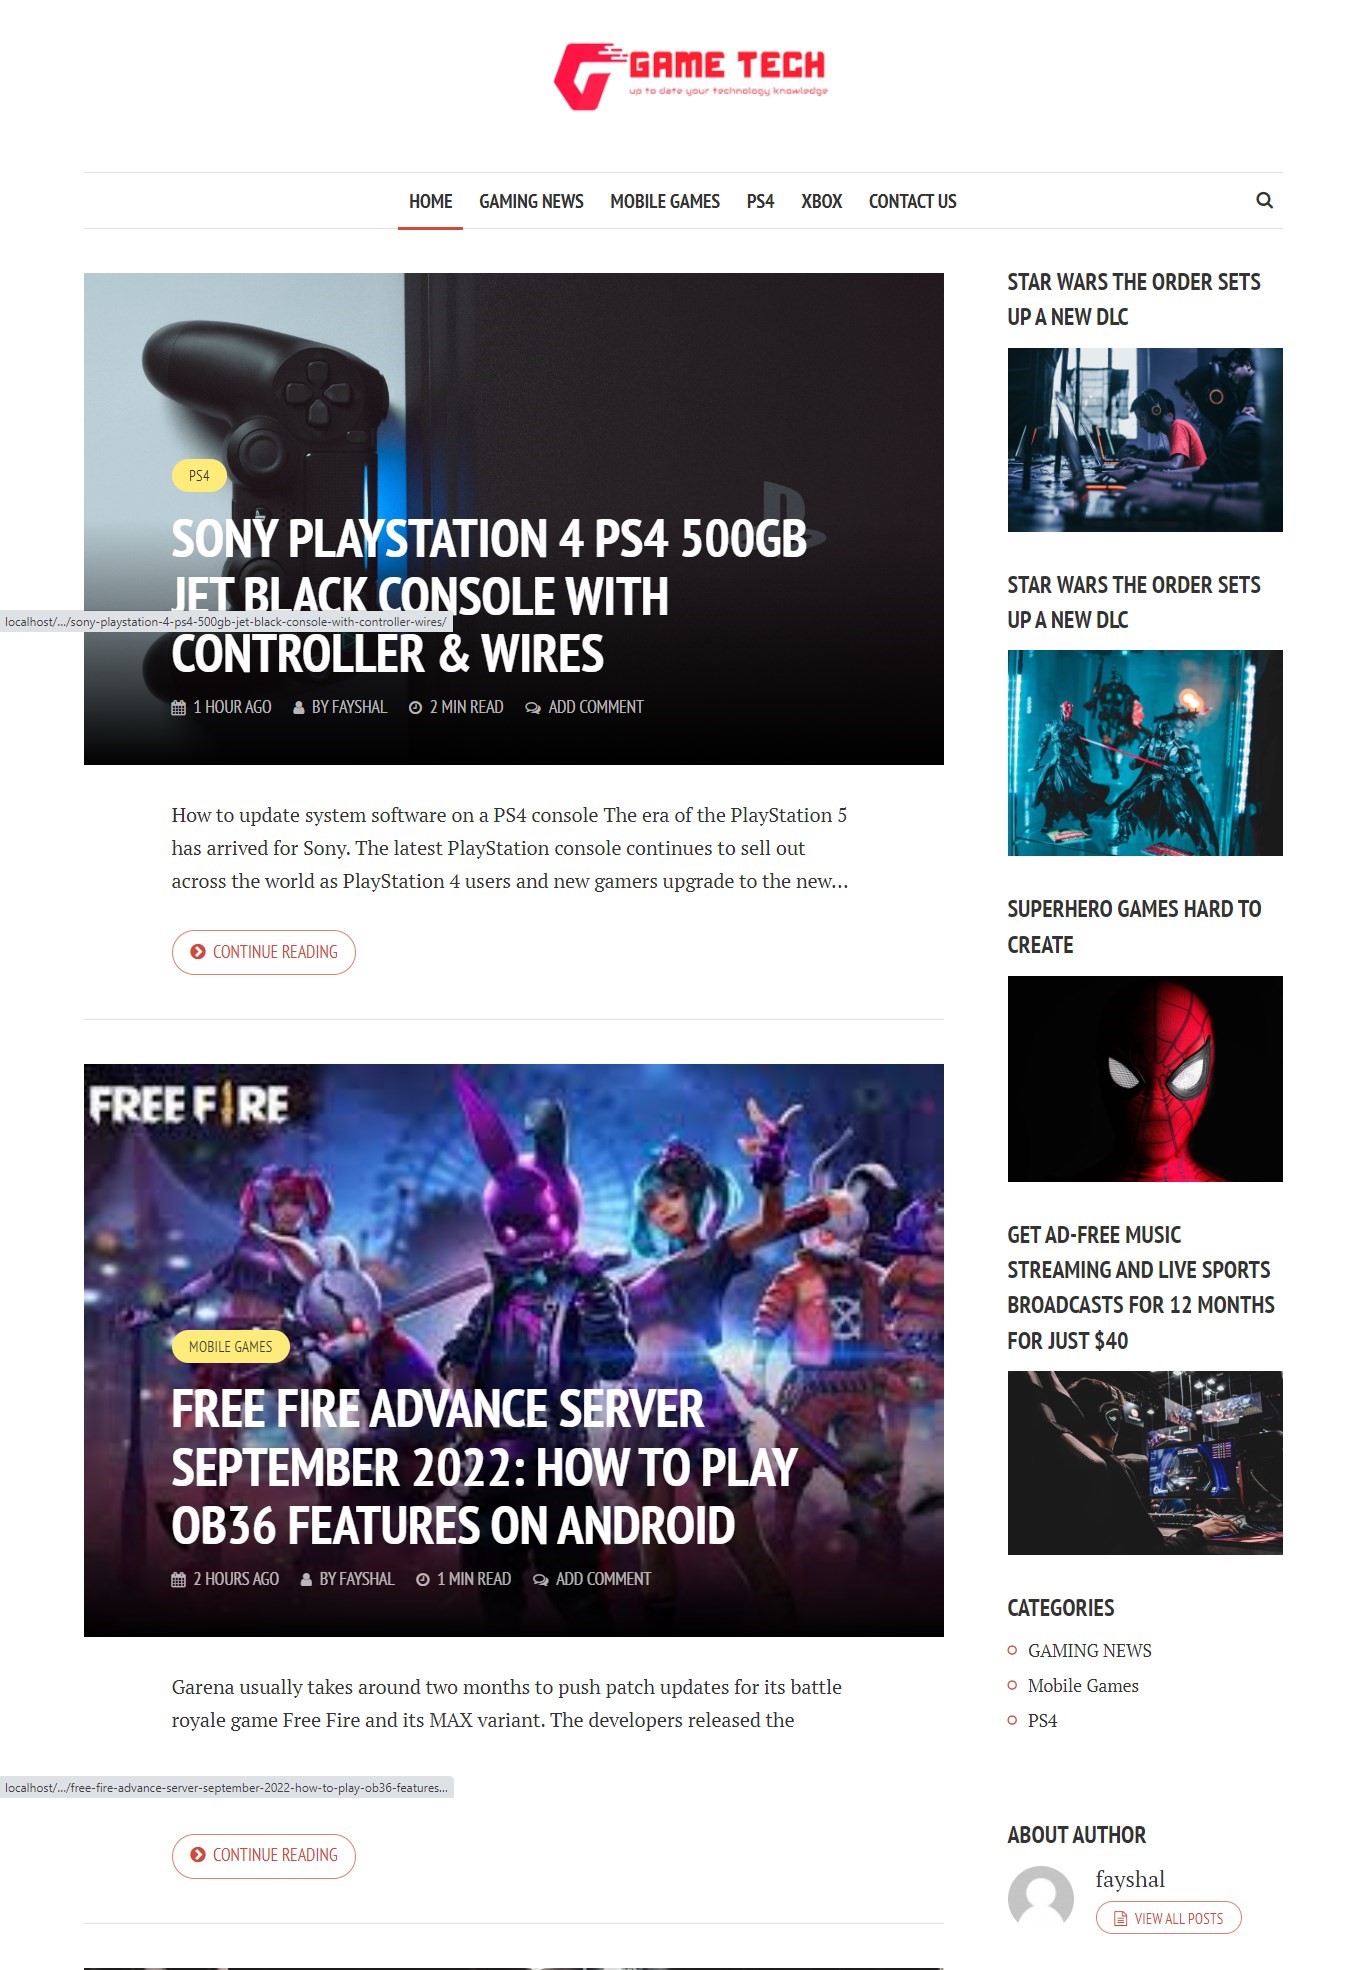 GAME TECH
up to date your technology knowledge
HOME GAMING NEWS MOBILE GAMES PS4 XBOX CONTACT US
PS4
SONY PLAYSTATION 4 PS4 500GB
JET BLACK CONSOLE WITH
localhost/.../sony-playstation-4-ps4-500gb-jet-black-console-with-controller-wires/
CONTROLLER & WIRES
1 HOUR AGO BY FAYSHAL 2 MIN READ ADD COMMENT
How to update system software on a PS4 console The era of the PlayStation 5
has arrived for Sony. The latest PlayStation console continues to sell out
across the world as PlayStation 4 users and new gamers upgrade to the new...
CONTINUE READING
FREE FIRE
MOBILE GAMES
FREE FIRE ADVANCE SERVER
SEPTEMBER 2022: HOW TO PLAY
OB36 FEATURES ON ANDROID
2 HOURS AGO BY FAYSHAL 1 MIN READ ADD COMMENT
Garena usually takes around two months to push patch updates for its battle
royale game Free Fire and its MAX variant. The developers released the
localhost/.../free-fire-advance-server-september-2022-how-to-play-ob36-features...
CONTINUE READING
STAR WARS THE ORDER SETS
UP A NEW DLC
STAR WARS THE ORDER SETS
UP A NEW DLC
SUPERHERO GAMES HARD TO
CREATE
GET AD-FREE MUSIC
STREAMING AND LIVE SPORTS
BROADCASTS FOR 12 MONTHS
FOR JUST $40
CATEGORIES
GAMING NEWS
Mobile Games
PS4
ABOUT AUTHOR
fayshal
VIEW ALL POSTS